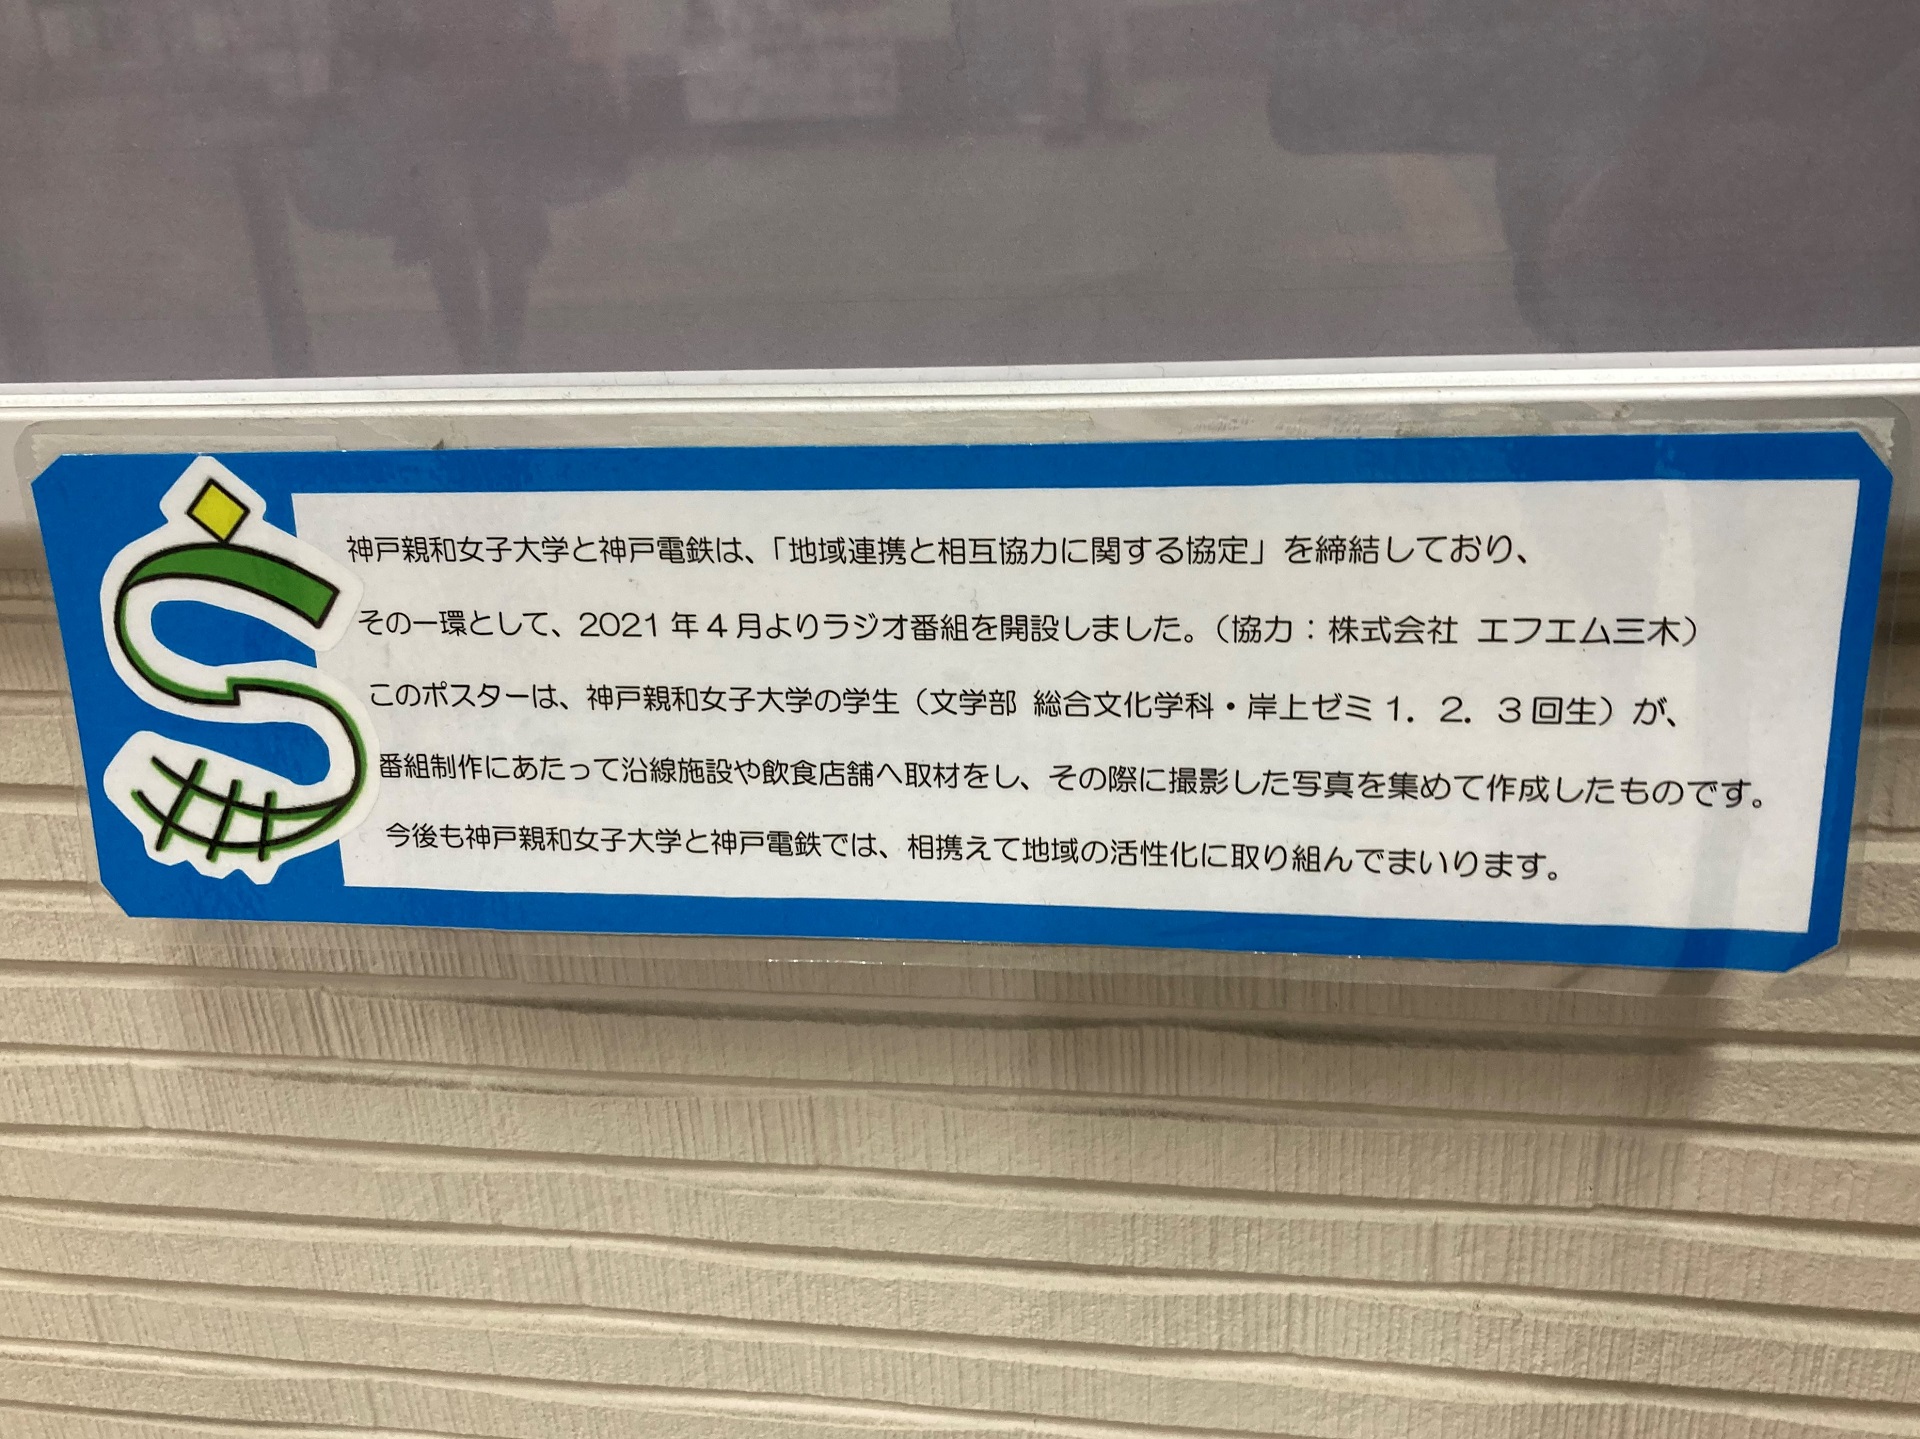 神戸親和女子大学と神戸電鉄は、「地域連携と相互協力に関する協定」を締結しており、
その一環として、2021年4月よりラジオ番組を開設しました。（協力：株式会社 エフエム三木）
このポスターは、神戸親和女子大学の学生（文学部 総合文化学科・岸上ゼミ1．2．3回生）が、
番組制作にあたって沿線施設や飲食店舗へ取材をし、その際に撮影した写真を集めて作成したものです。
今後も神戸親和女子大学と神戸電鉄では、相携えて地域の活性化に取り組んでまいります。